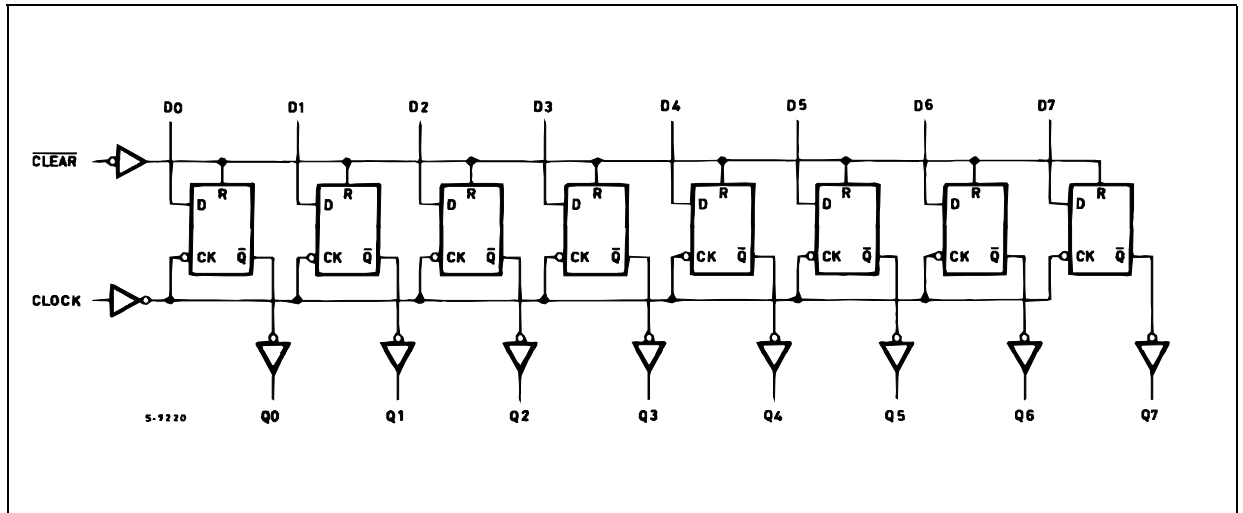 D0 D1 D2 D3 D4 D5 D6 D7
C̅L̅E̅A̅R̅
R R R R R R R R
D D D D D D D D
CK Q̅ CK Q̅ CK Q̅ CK Q̅ CK Q̅ CK Q̅ CK Q̅ CK Q̅
CLOCK
S-9220 Q0 Q1 Q2 Q3 Q4 Q5 Q6 Q7